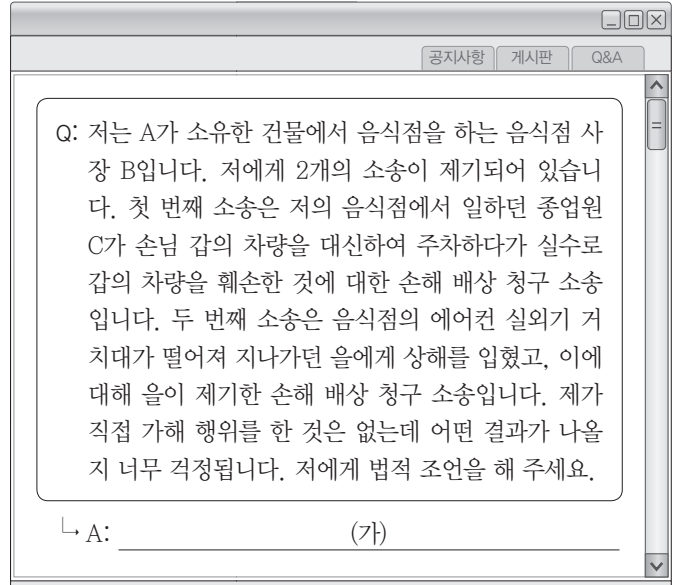 공지사항 게시판 Q&A
Q: 저는 A가 소유한 건물에서 음식점을 하는 음식점 사
장 B입니다. 저에게 2개의 소송이 제기되어 있습니
다. 첫 번째 소송은 저의 음식점에서 일하던 종업원
C가 손님 갑의 차량을 대신하여 주차하다가 실수로
갑의 차량을 훼손한 것에 대한 손해 배상 청구 소송
입니다. 두 번째 소송은 음식점의 에어컨 실외기 거
치대가 떨어져 지나가던 을에게 상해를 입혔고, 이에
대해 을이 제기한 손해 배상 청구 소송입니다. 제가
직접 가해 행위를 한 것은 없는데 어떤 결과가 나올
지 너무 걱정됩니다. 저에게 법적 조언을 해 주세요.
A: (가)